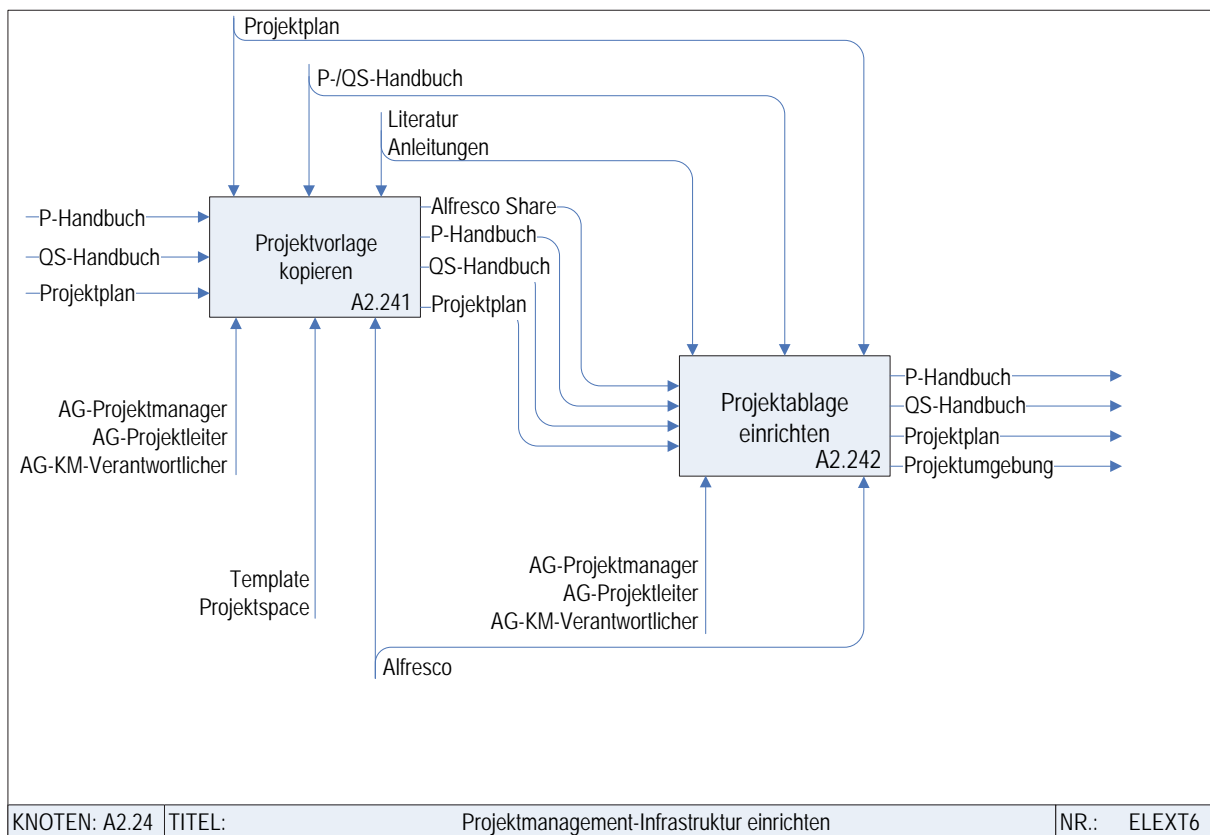 Projektplan
P-/QS-Handbuch
Literatur
Anleitungen
P-Handbuch
QS-Handbuch
Projektplan
Projektvorlage
kopieren
A2.241
Alfresco Share
P-Handbuch
QS-Handbuch
Projektplan
AG-Projektmanager
AG-Projektleiter
AG-KM-Verantwortlicher
Template
Projektspace
Alfresco
Projektablage
einrichten
A2.242
P-Handbuch
QS-Handbuch
Projektplan
Projektumgebung
AG-Projektmanager
AG-Projektleiter
AG-KM-Verantwortlicher
KNOTEN: A2.24 TITEL: Projektmanagement-Infrastruktur einrichten NR.: ELEXT6